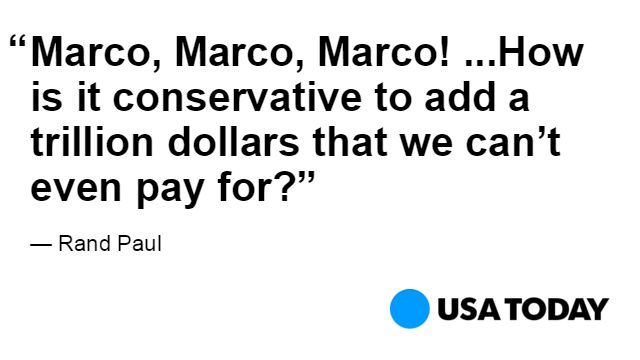 “Marco, Marco, Marco! ...How
is it conservative to add a
trillion dollars that we can’t
even pay for?”
— Rand Paul
USA TODAY